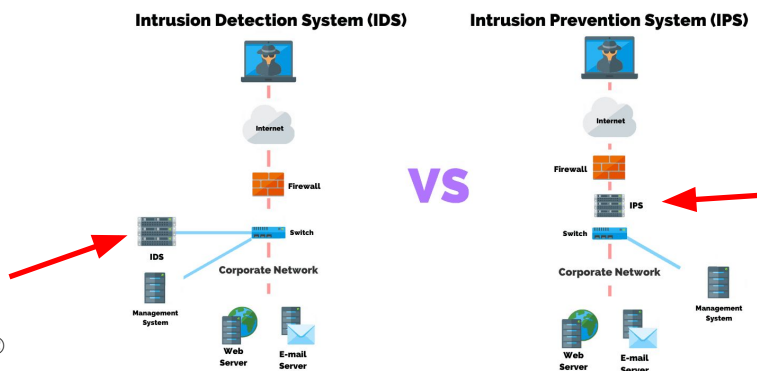 Intrusion Detection System (IDS)
Internet
Firewall
Switch
IDS
Corporate Network
Management
System
Web
Server
E-mail
Server
VS
Intrusion Prevention System (IPS)
Internet
Firewall
IPS
Switch
Corporate Network
Management
System
Web
Server
E-mail
Server